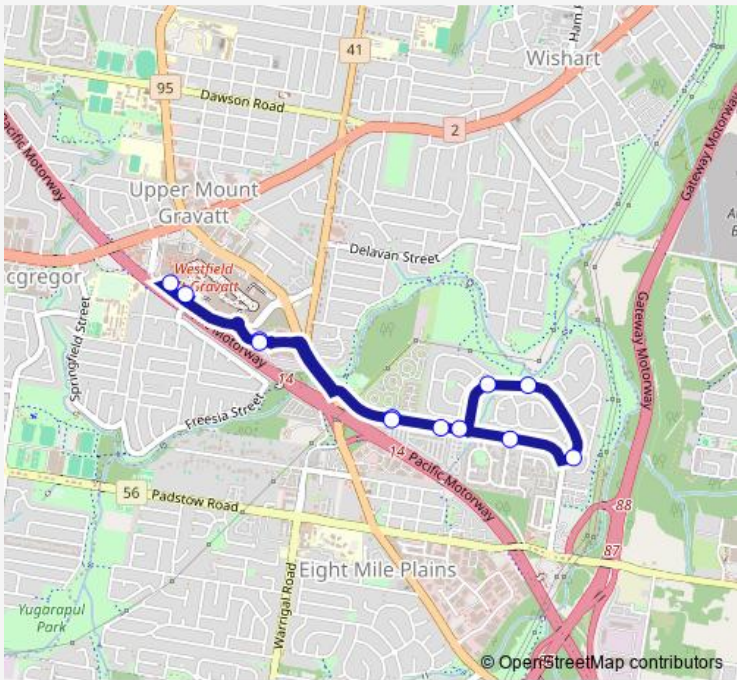 41
Ham
Wishart
95
Dawson Road
2
Pacific Motorway
Gateway Motorway
Upper Mount
Gravatt
Delavan Street
cgregor
Westfield
Gravatt
Springfield Street
Motorway
14
Gateway Motorway
Freesia Street
14
Pacific Motorway
56
Padstow Road
88
87
Eight Mile Plains
Warrigal Road
Yugarapul
Park
© OpenStreetMap contributors